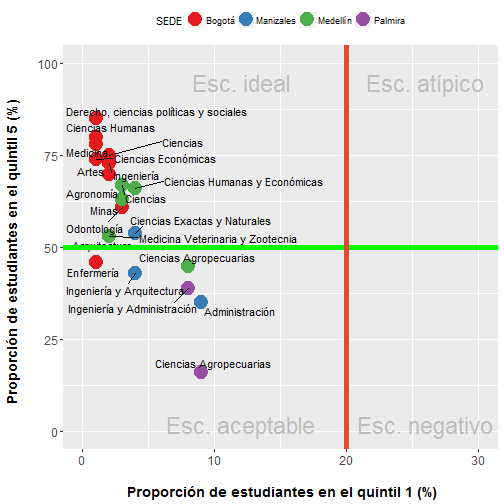 SEDE Bogotá Manizales Medellín Palmira
Proporción de estudiantes en el quintil 5 (%)
100
75
50
25
0
Esc. ideal
Esc. atípico
Derecho, ciencias políticas y sociales
Ciencias Humanas
Ciencias
Medicina
Ciencias Económicas
Artes
Ingeniería
Ciencias Humanas y Económicas
Agronomía
Ciencias
Minas
Ciencias Exactas y Naturales
Odontología
Medicina Veterinaria y Zootecnia
Arquitectura
Ciencias Agropecuarias
Enfermería
Ingeniería y Arquitectura
Ingeniería y Administración
Administración
Ciencias Agropecuarias
Esc. aceptable
Esc. negativo
0
10
20
30
Proporción de estudiantes en el quintil 1 (%)